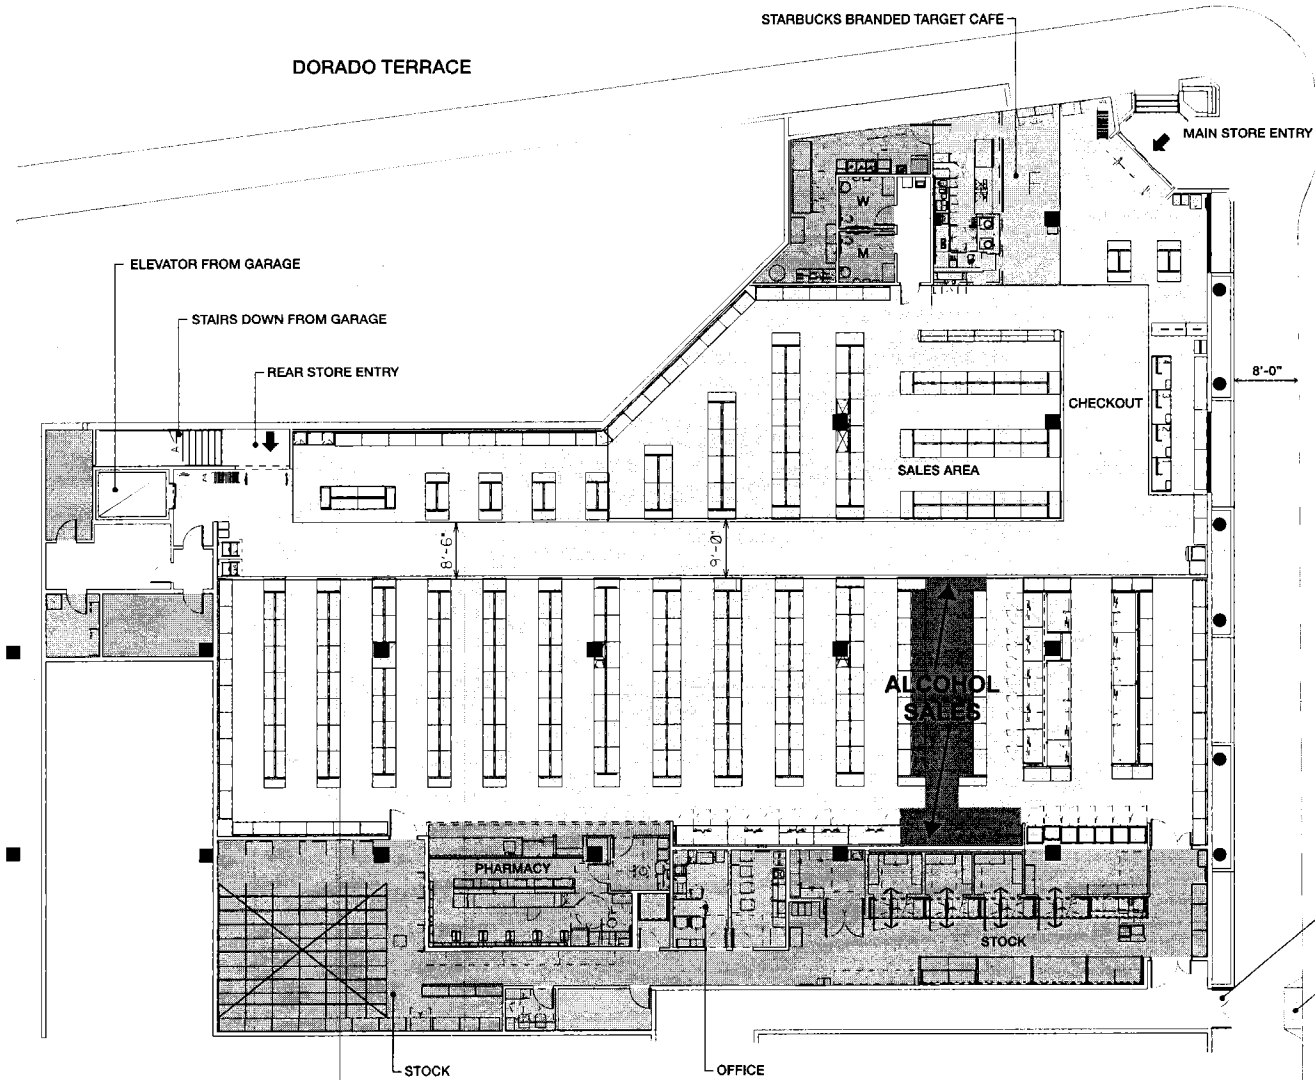 STARBUCKS BRANDED TARGET CAFE
DORADO TERRACE
MAIN STORE ENTRY
W
M
ELEVATOR FROM GARAGE
STAIRS DOWN FROM GARAGE
REAR STORE ENTRY
8'-0"
CHECKOUT
SALES AREA
8'-6"
9'-0"
ALCOHOL
SALES
PHARMACY
STOCK
STOCK
OFFICE